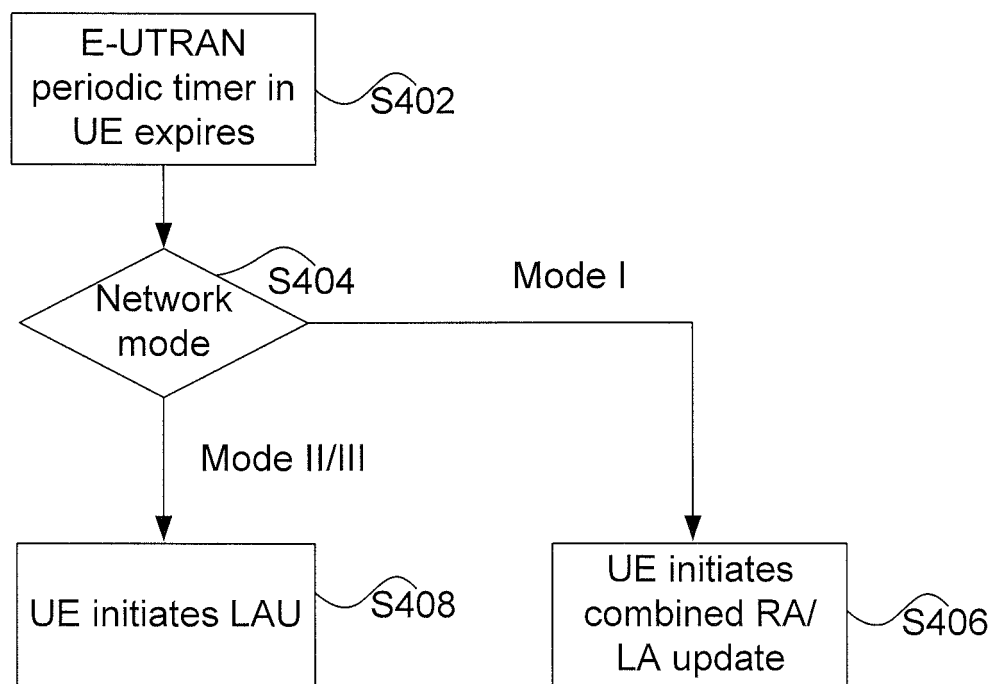 E-UTRAN
periodic timer in
UE expires
S402
S404
Network
mode
Mode I
Mode II/III
UE initiates LAU
S408
UE initiates
combined RA/
LA update
S406